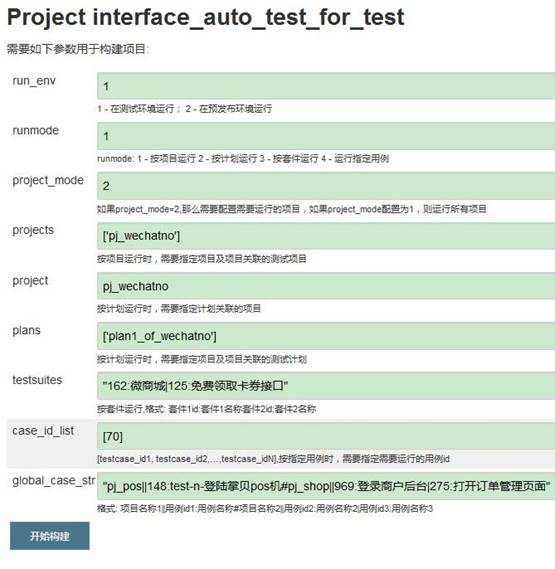 Project interface_auto_test_for_test
需要如下参数用于构建项目:
run_env
1
1 - 在测试环境运行； 2 - 在预发布环境运行
runmode
1
runmode: 1 - 按项目运行 2 - 按计划运行 3 - 按套件运行 4 - 运行指定用例
project_mode
2
如果project_mode=2,那么需要配置需要运行的项目，如果project_mode配置为1，则运行所有项目
projects
['pj_wechatno']
按项目运行时，需要指定项目及项目关联的测试项目
project
pj_wechatno
按计划运行时，需要指定计划关联的项目
plans
['plan1_of_wechatno']
按计划运行时，需要指定项目及项目关联的测试计划
testsuites
"162:微商城|125:免费领取卡券接口"
按套件运行,格式: 套件1id:套件1名称套件2id:套件2名称
case_id_list
[70]
[testcase_id1, testcase_id2,...,testcase_idN],按指定用例时，需要指定需要运行的用例id
global_case_str
"pj_pos||148:test-n-登陆掌贝pos机#pj_shop||969:登录商户后台|275:打开订单管理页面"
格式: 项目名称1||用例id1:用例名称#项目名称2||用例id2:用例名称2|用例id3:用例名称3
开始构建